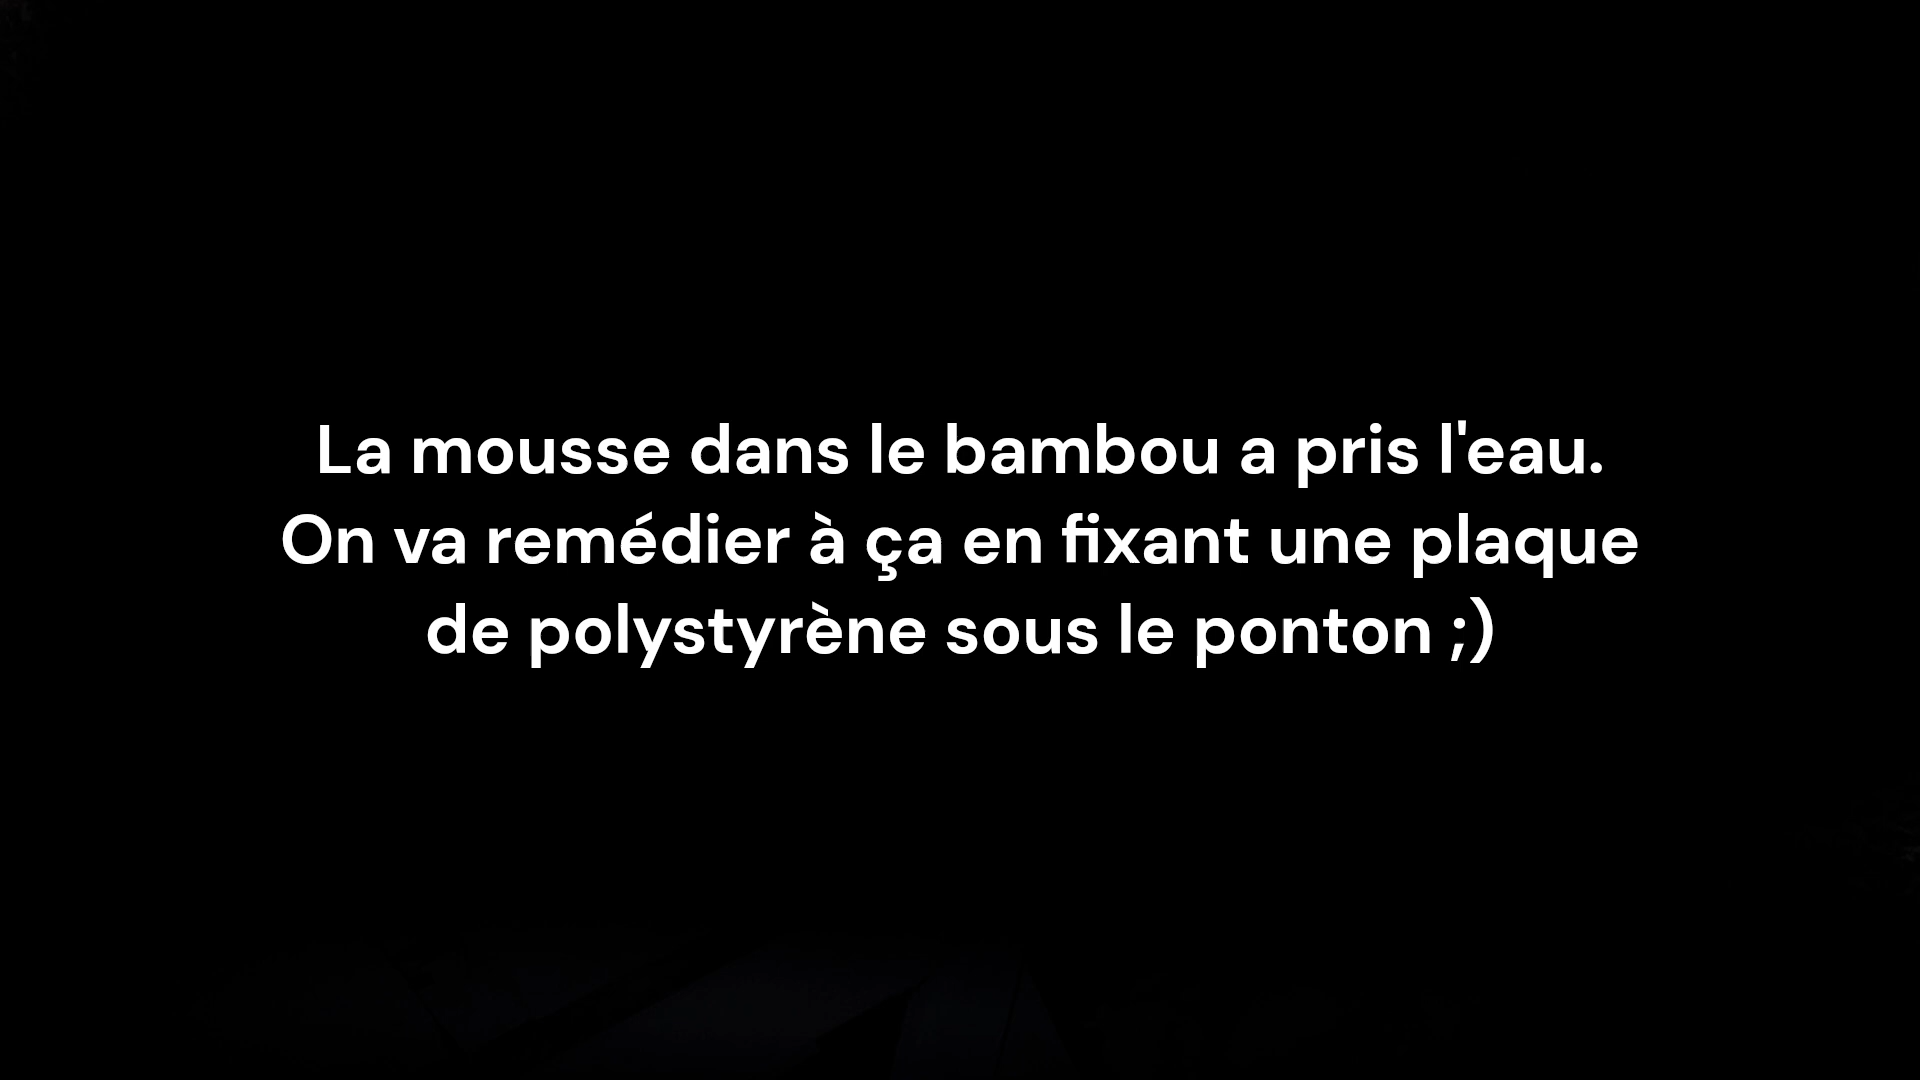 La mousse dans le bambou a pris l'eau.
On va remédier à ça en fixant une plaque
de polystyrène sous le ponton ;)